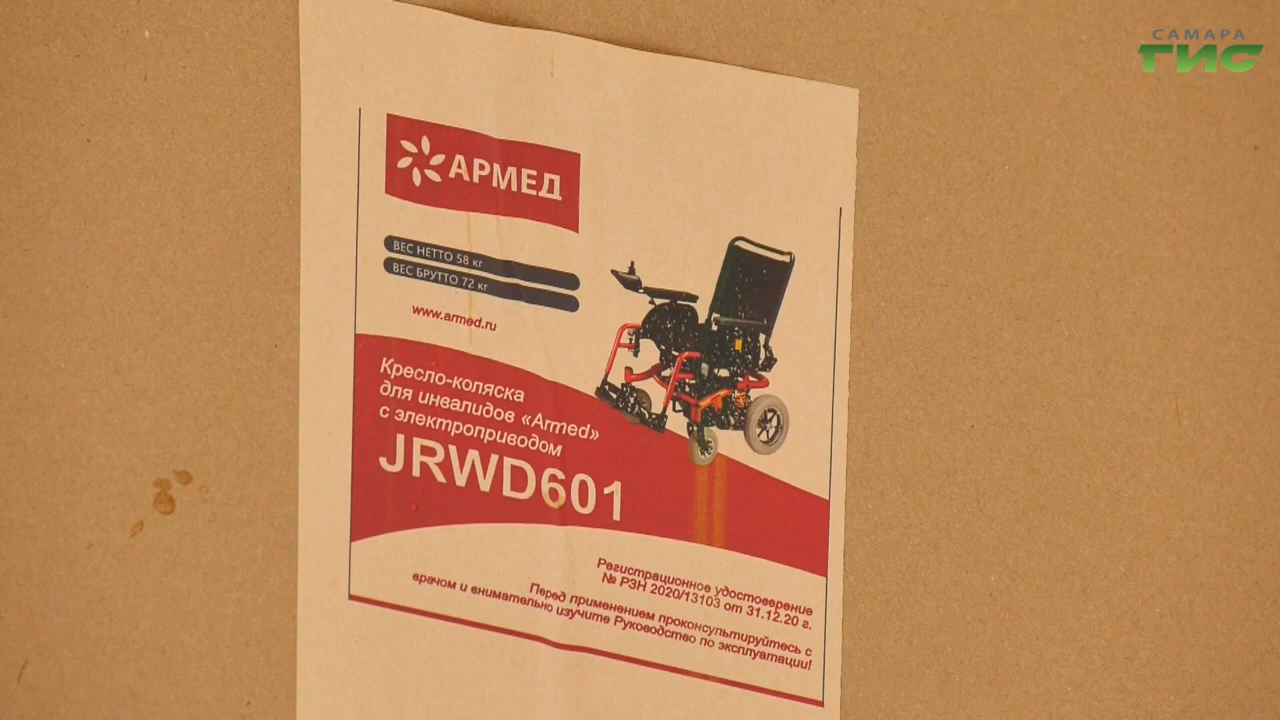 САМАРА
ГИС
АРМЕД
ВЕС НЕТТО 58 кг
ВЕС БРУТТО 72 кг
www.armed.ru
Кресло-коляска
для инвалидов «Armed»
с электроприводом
JRWD601
Регистрационное удостоверение
№ РЗН 2020/13103 от 31.12.20 г.
Перед применением проконсультируйтесь с
врачом и внимательно изучите Руководство по эксплуатации!